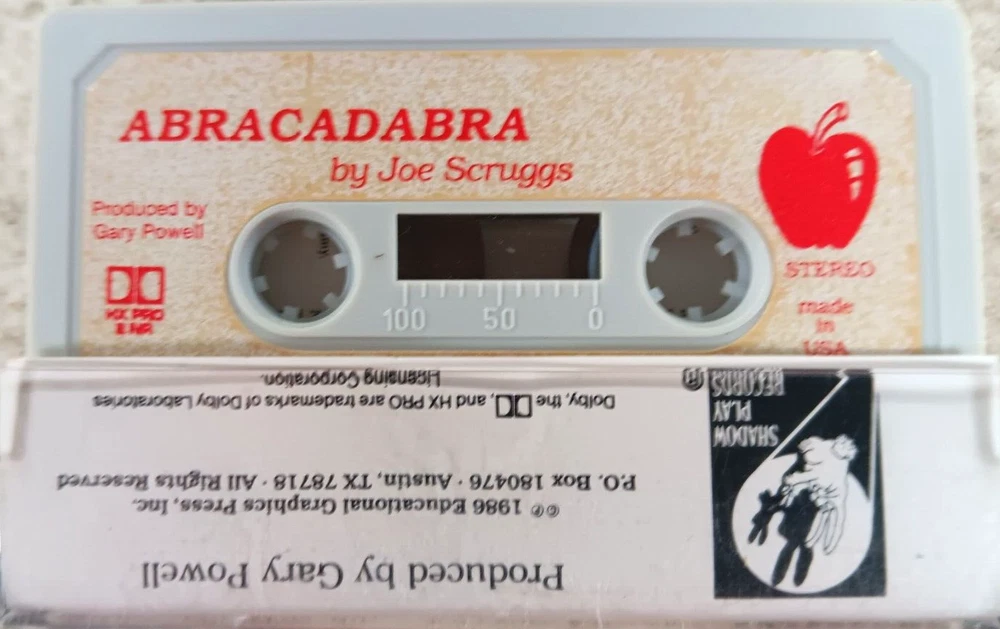 ABRACADABRA
by Joe Scruggs
Produced by
Gary Powell
HX PRO
B NR
100 50 0
STEREO
made
in
USA
Produced by Gary Powell
©℗ 1986 Educational Graphics Press, Inc.
P.O. Box 180476 · Austin, TX 78718 · All Rights Reserved
Dolby, the , and HX PRO are trademarks of Dolby Laboratories
Licensing Corporation.
SHADOW
PLAY
RECORDS
®